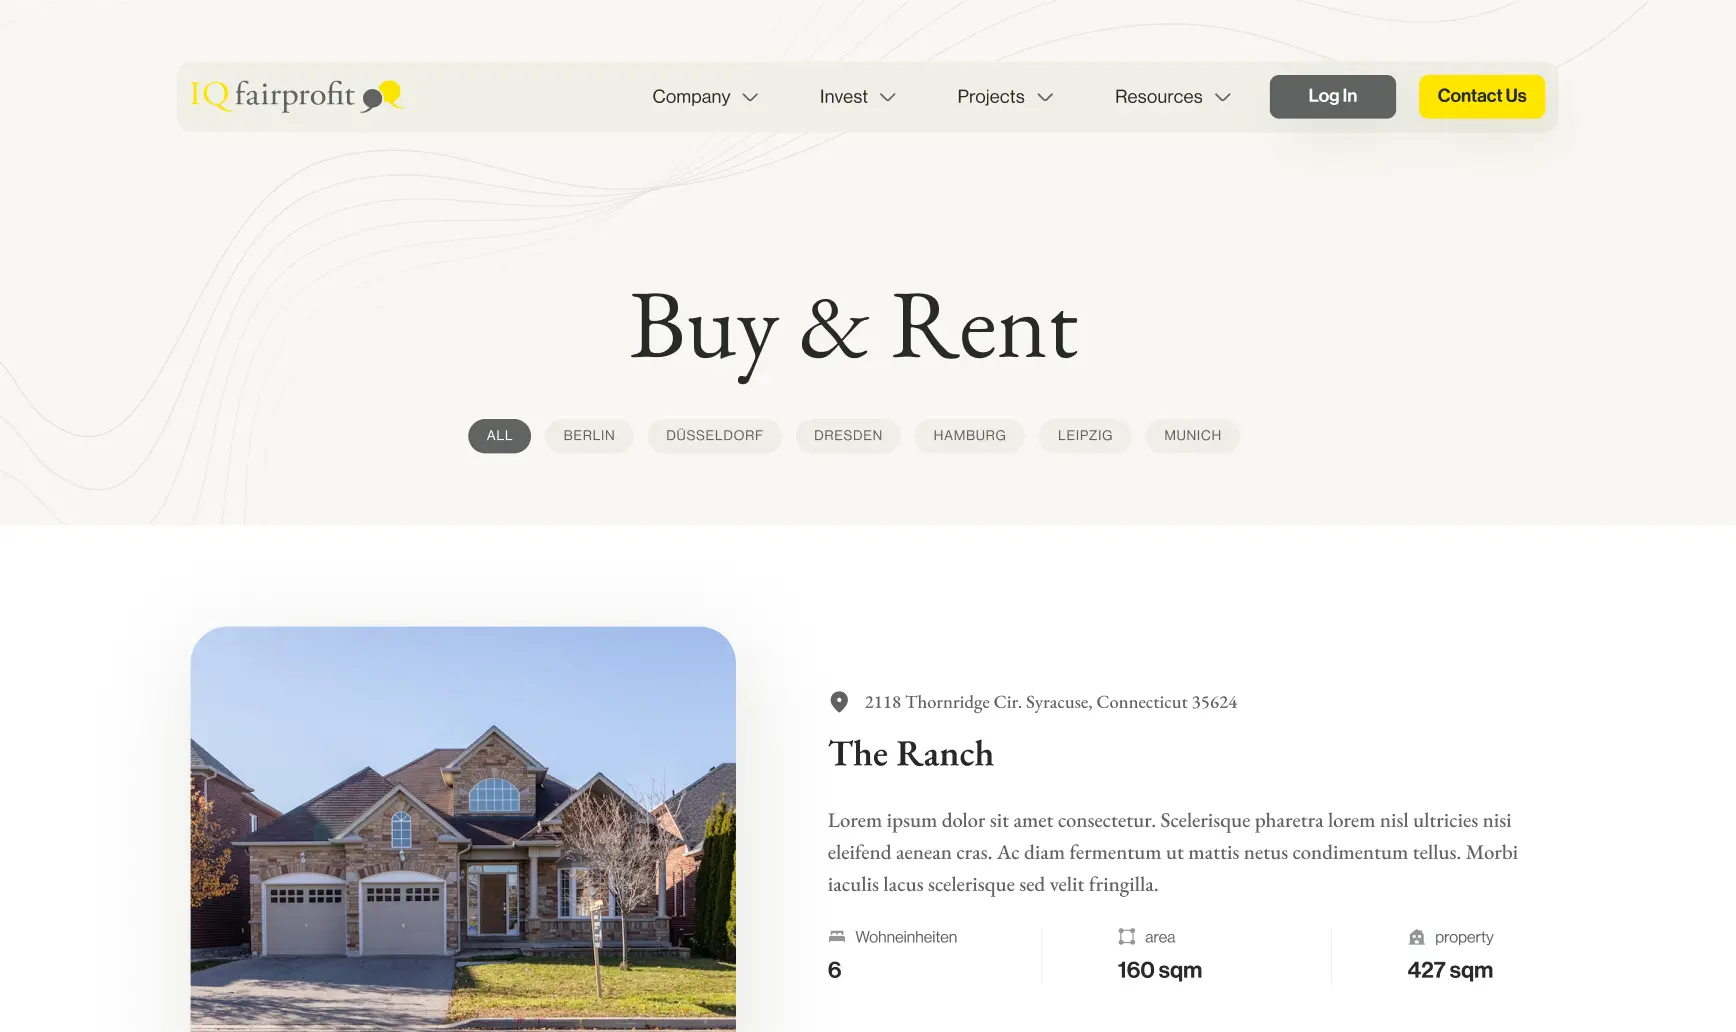 IQ fairprofit
Company
Invest
Projects
Resources
Log In
Contact Us
Buy & Rent
ALL
BERLIN
DÜSSELDORF
DRESDEN
HAMBURG
LEIPZIG
MUNICH
2118 Thornridge Cir. Syracuse, Connecticut 35624
The Ranch
Lorem ipsum dolor sit amet consectetur. Scelerisque pharetra lorem nisl ultricies nisi
eleifend aenean cras. Ac diam fermentum ut mattis netus condimentum tellus. Morbi
iaculis lacus scelerisque sed velit fringilla.
Wohneinheiten
6
area
160 sqm
property
427 sqm